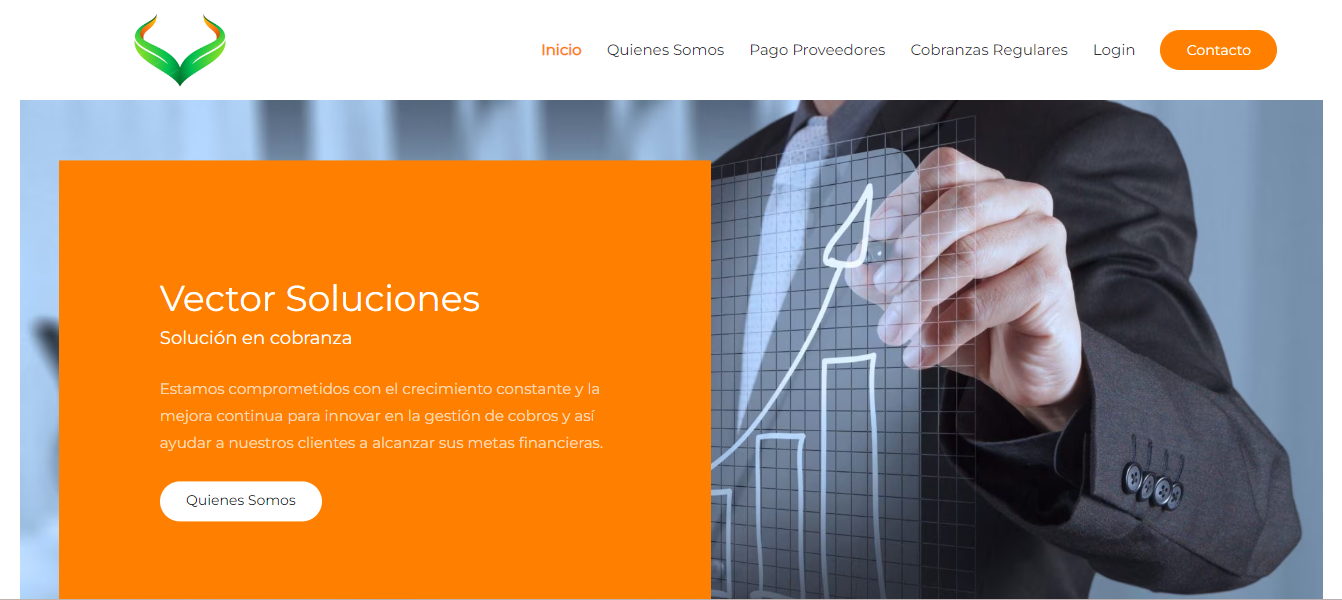 Inicio
Quienes Somos
Pago Proveedores
Cobranzas Regulares
Login
Contacto
Vector Soluciones
Solución en cobranza
Estamos comprometidos con el crecimiento constante y la
mejora continua para innovar en la gestión de cobros y así
ayudar a nuestros clientes a alcanzar sus metas financieras.
Quienes Somos